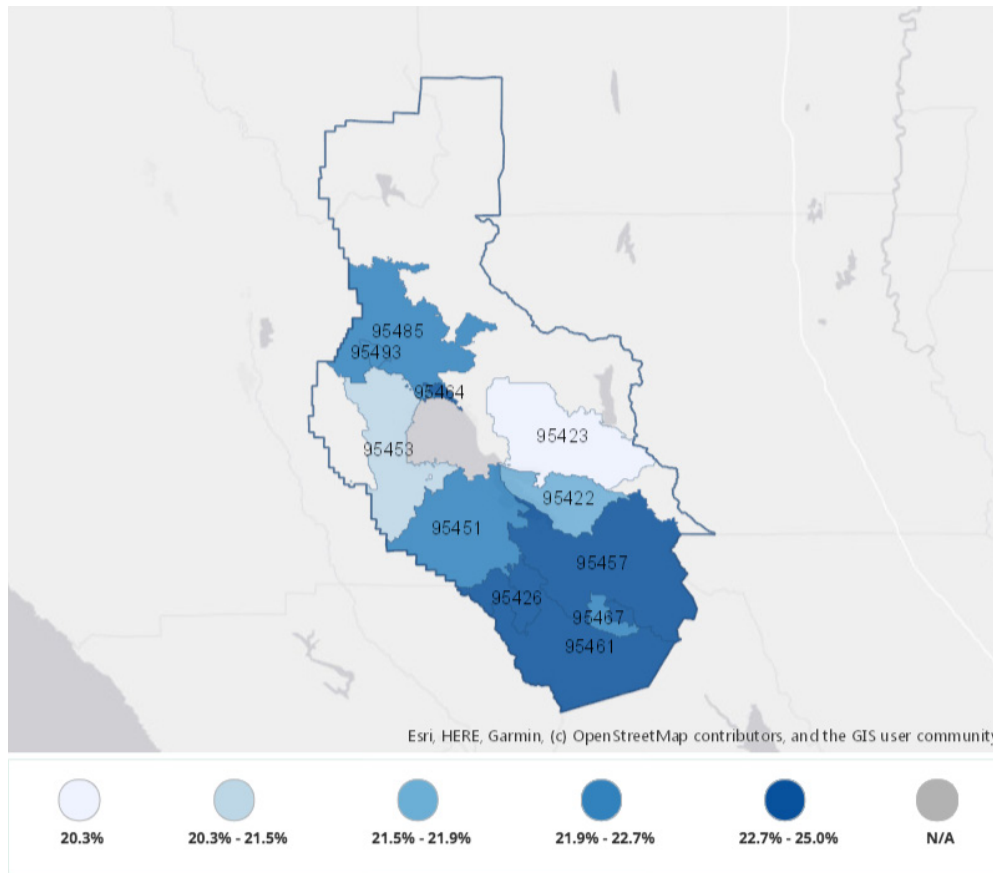 95485
95493
95464
95423
95453
95422
95451
95457
95426
95467
95461
Esri, HERE, Garmin, (c) OpenStreetMap contributors, and the GIS user community
20.3%
20.3% - 21.5%
21.5% - 21.9%
21.9% - 22.7%
22.7% - 25.0%
N/A